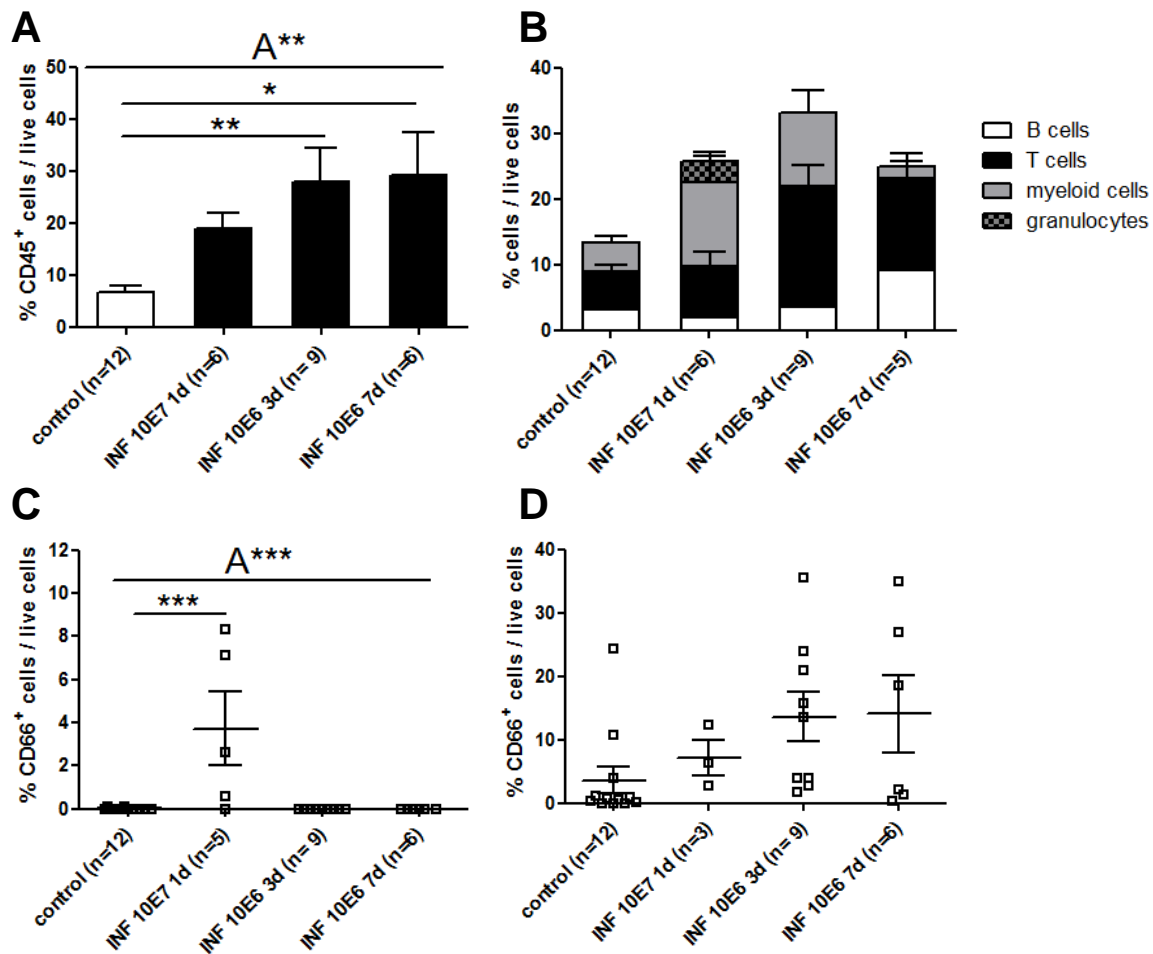 A
A**
*
**
% CD45+ cells / live cells
50
40
30
20
10
0
control (n=12)
INF 10E7 1d (n=6)
INF 10E6 3d (n= 9)
INF 10E6 7d (n=6)
B
% cells / live cells
40
30
20
10
0
control (n=12)
INF 10E7 1d (n=6)
INF 10E6 3d (n=9)
INF 10E6 7d (n=5)
B cells
T cells
myeloid cells
granulocytes
C
A***
***
% CD66+ cells / live cells
12
10
8
6
4
2
0
control (n=12)
INF 10E7 1d (n=5)
INF 10E6 3d (n= 9)
INF 10E6 7d (n=6)
D
% CD66+ cells / live cells
40
30
20
10
0
control (n=12)
INF 10E7 1d (n=3)
INF 10E6 3d (n= 9)
INF 10E6 7d (n=6)